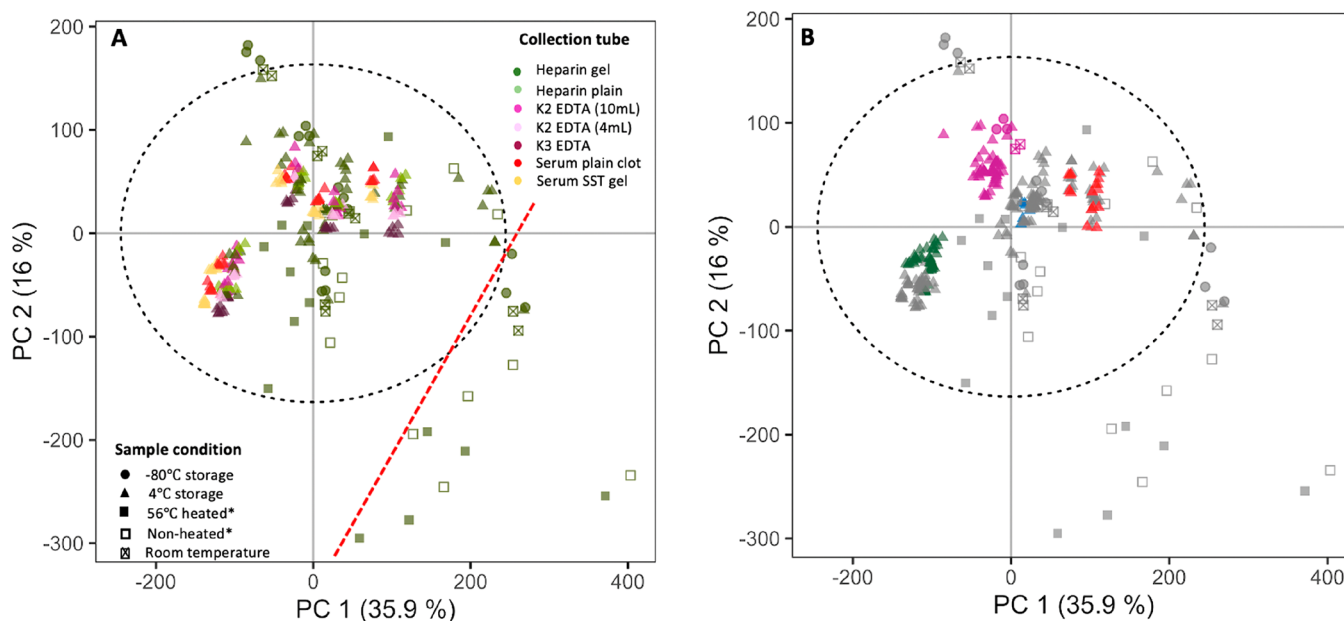 A
B
Collection tube
Heparin gel
Heparin plain
K2 EDTA (10mL)
K2 EDTA (4mL)
K3 EDTA
Serum plain clot
Serum SST gel
Sample condition
-80°C storage
4°C storage
56°C heated*
Non-heated*
Room temperature
200
100
0
-100
-200
-300
PC 2 (16 %)
-200
0
200
400
PC 1 (35.9 %)
200
100
0
-100
-200
-300
PC 2 (16 %)
-200
0
200
400
PC 1 (35.9 %)